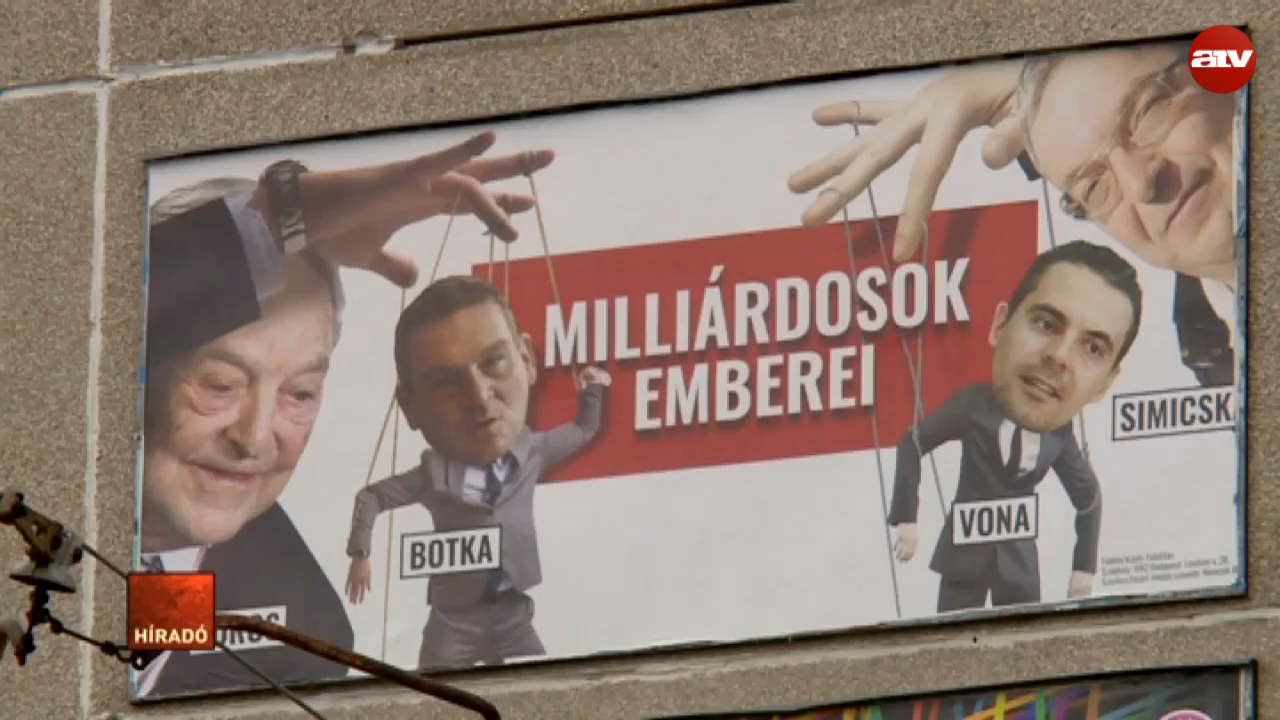 atv
MILLIÁRDOSOK
EMBEREI
SIMICSK
VONA
BOTKA
HÍRADÓ